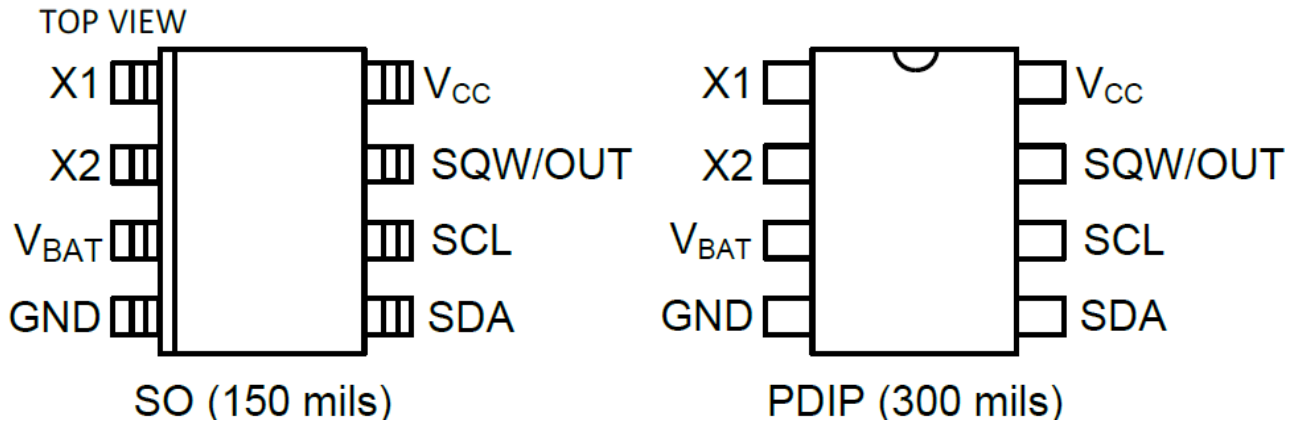 TOP VIEW
X1 VCC
X2 SQW/OUT
VBAT SCL
GND SDA
SO (150 mils)
X1 VCC
X2 SQW/OUT
VBAT SCL
GND SDA
PDIP (300 mils)